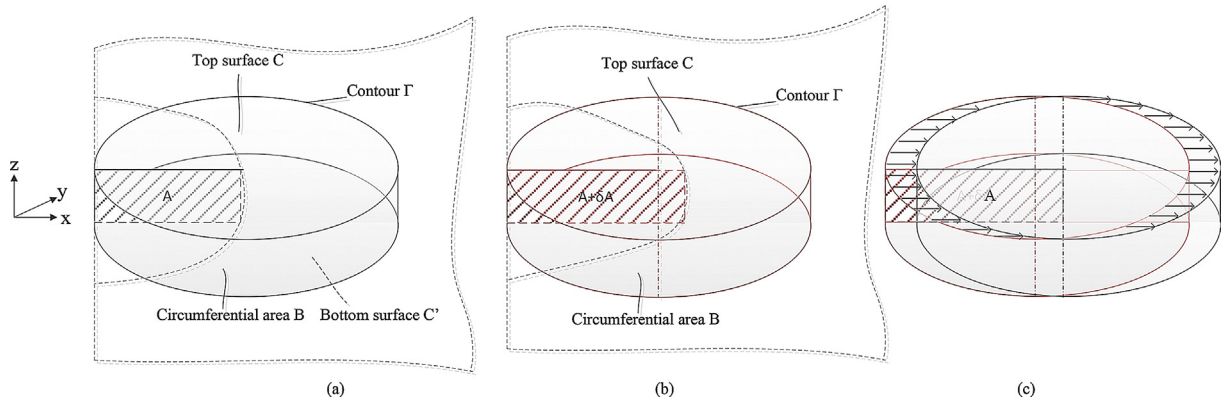 Top surface C
Contour Γ
z
y
x
A
Circumferential area B
Bottom surface C'
(a)
Top surface C
Contour Γ
A+δA
Circumferential area B
(b)
A
(c)